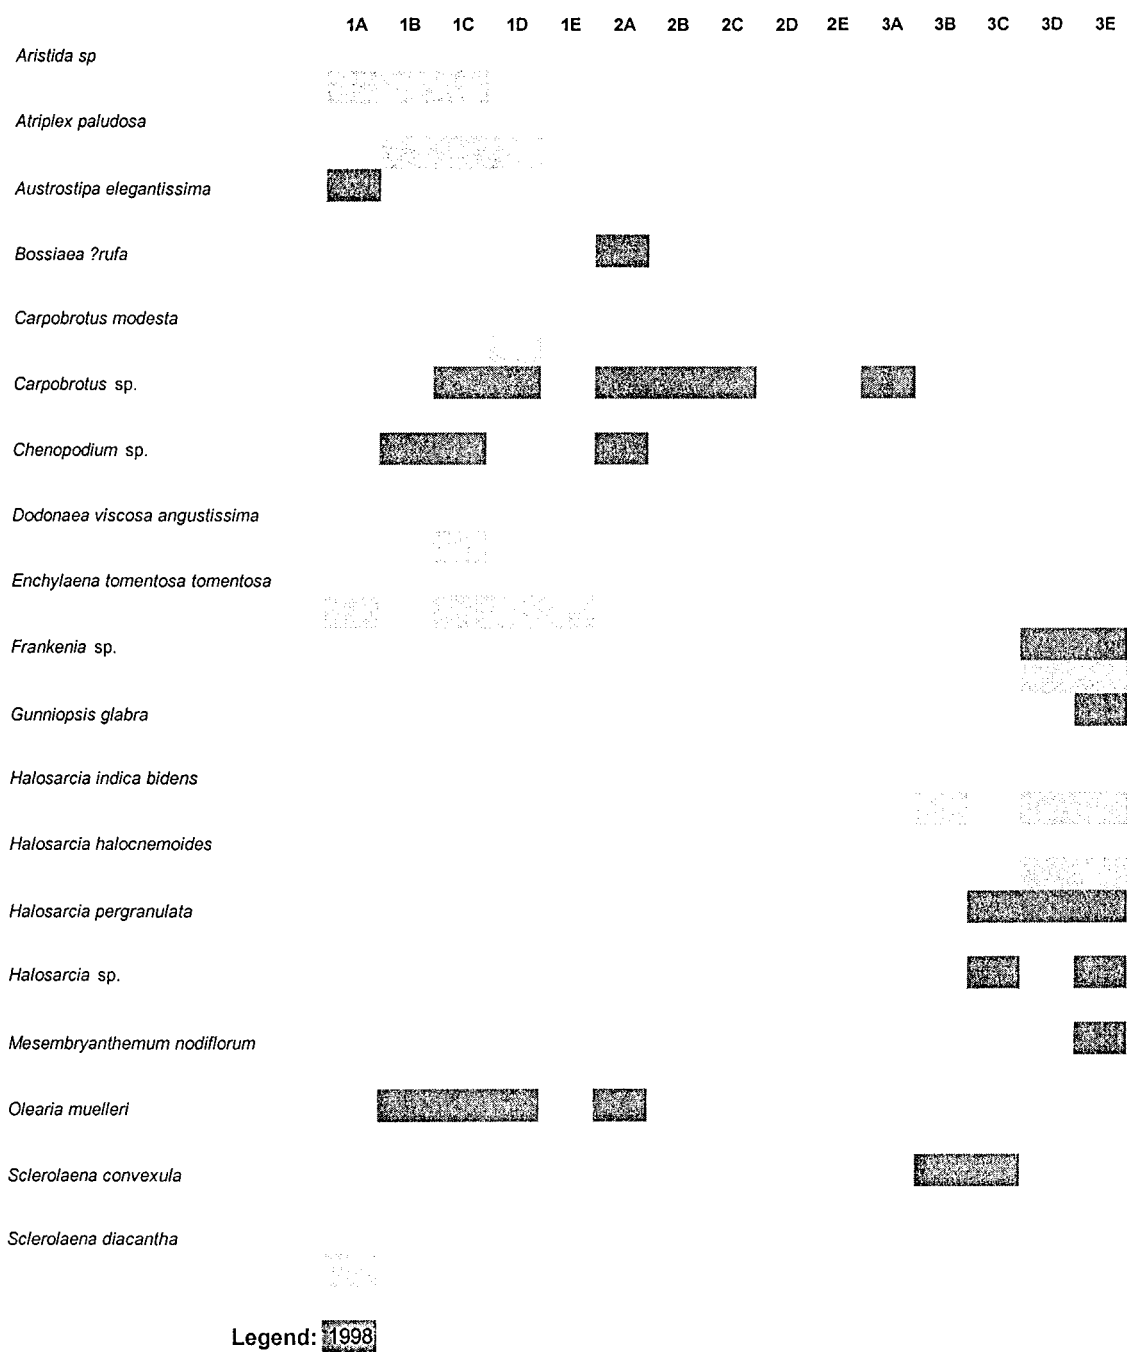 1A 1B 1C 1D 1E 2A 2B 2C 2D 2E 3A 3B 3C 3D 3E
Aristida sp
Atriplex paludosa
Austrostipa elegantissima
Bossiaea ?rufa
Carpobrotus modesta
Carpobrotus sp.
Chenopodium sp.
Dodonaea viscosa angustissima
Enchylaena tomentosa tomentosa
Frankenia sp.
Gunniopsis glabra
Halosarcia indica bidens
Halosarcia halocnemoides
Halosarcia pergranulata
Halosarcia sp.
Mesembryanthemum nodiflorum
Olearia muelleri
Sclerolaena convexula
Sclerolaena diacantha
Legend: 1998